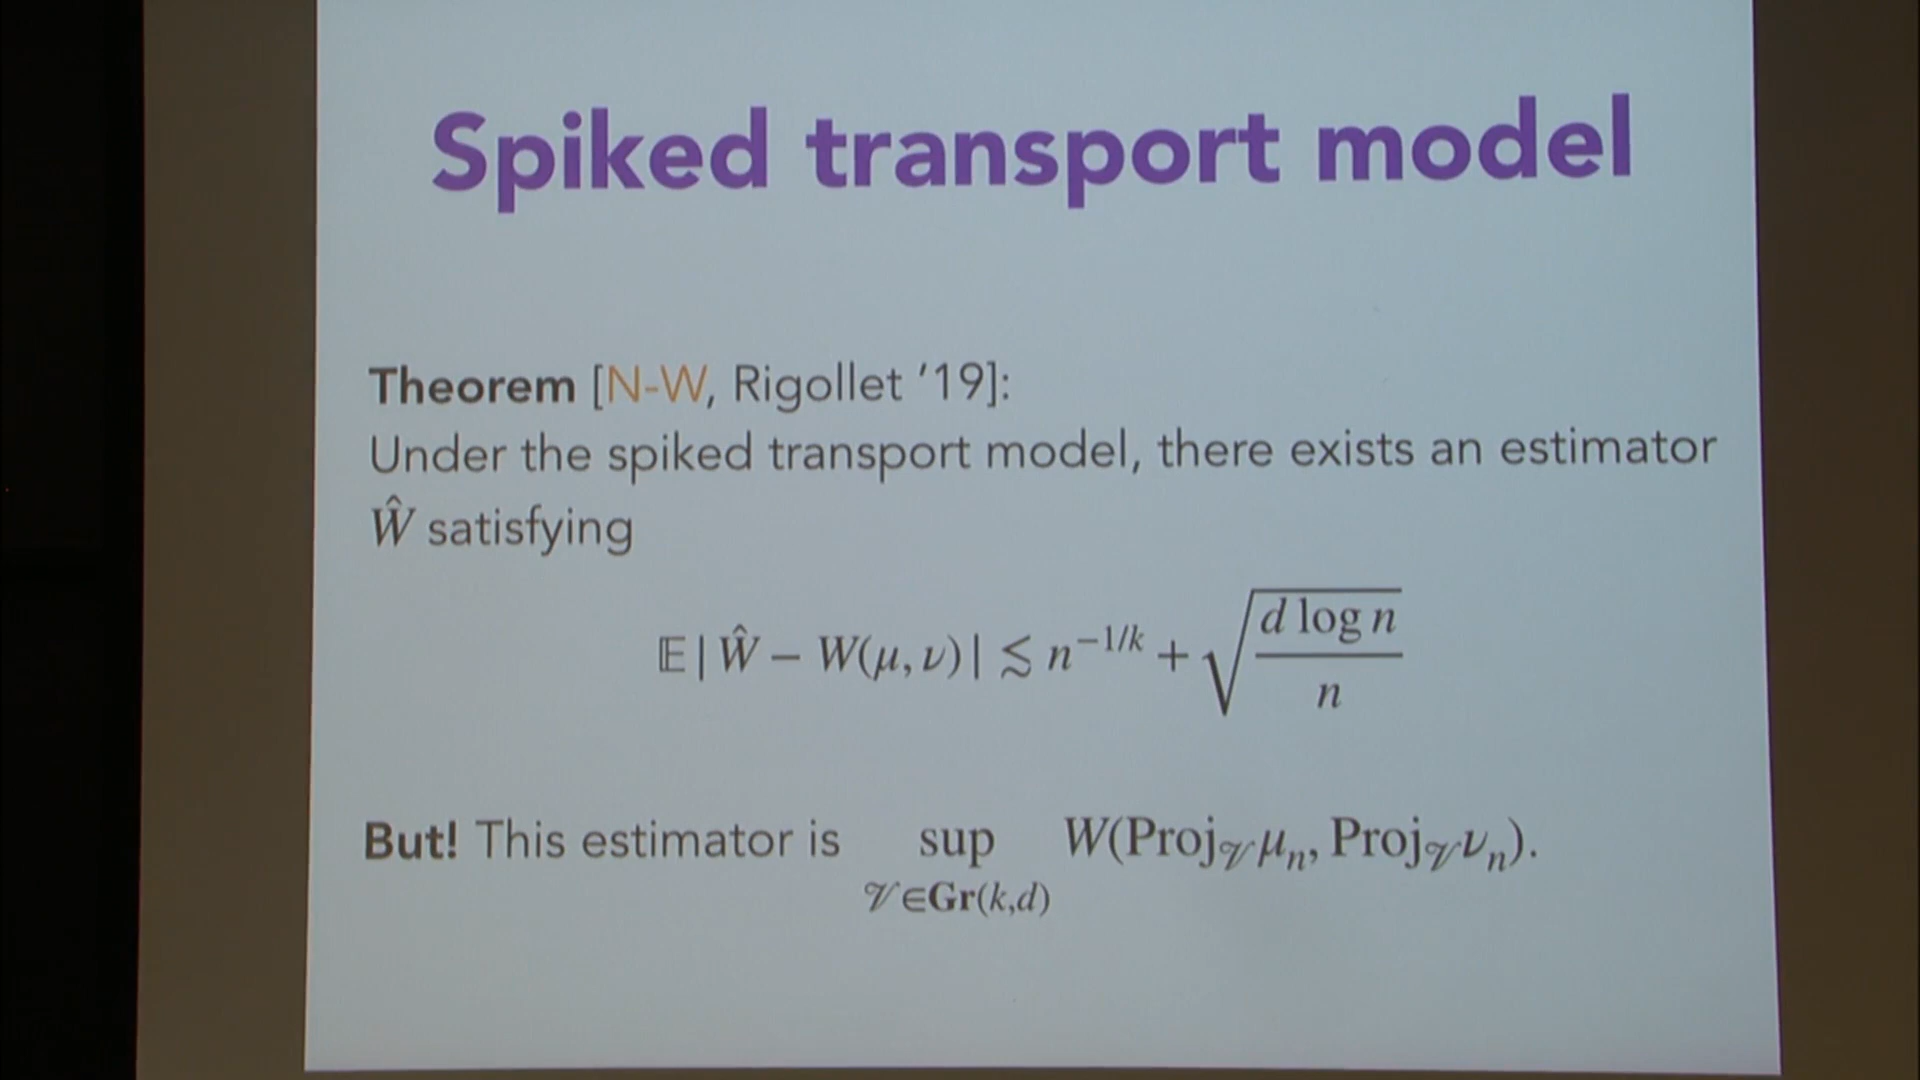 Spiked transport model
Theorem [N-W, Rigollet ’19]:
Under the spiked transport model, there exists an estimator
Ŵ satisfying
𝔼 | Ŵ − W(μ, ν) | ≲ n^{−1/k} + √(d log n / n)
But! This estimator is sup_{𝒱∈Gr(k,d)} W(Proj_𝒱 μ_n, Proj_𝒱 ν_n).